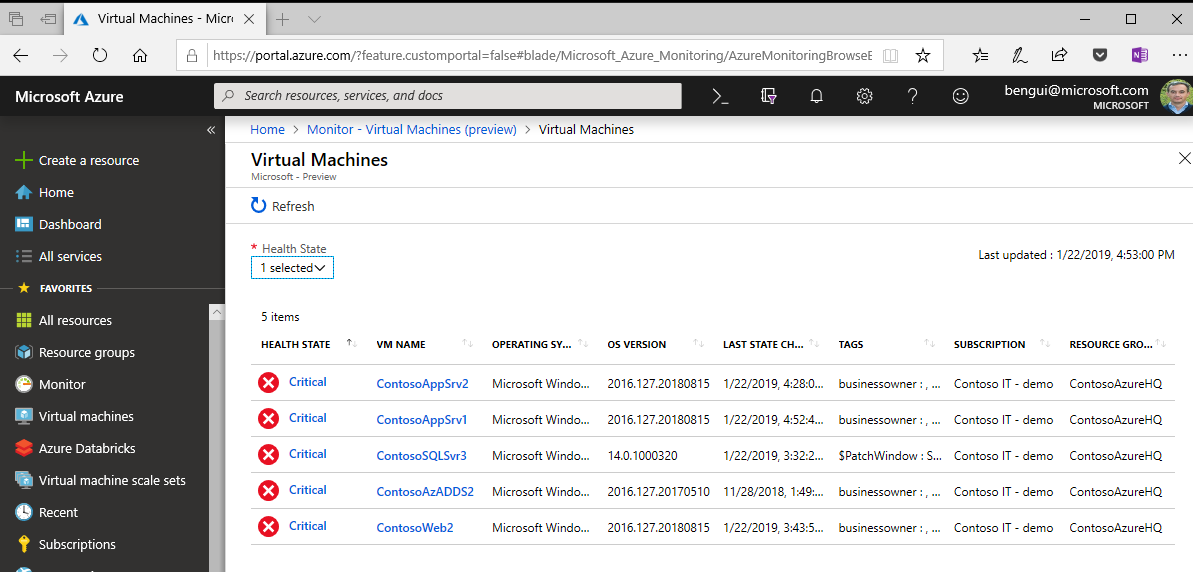 Virtual Machines - Micr
https://portal.azure.com/?feature.customportal=false#blade/Microsoft_Azure_Monitoring/AzureMonitoringBrowseB
Microsoft Azure
Search resources, services, and docs
bengui@microsoft.com
MICROSOFT
Create a resource
Home
Dashboard
All services
FAVORITES
All resources
Resource groups
Monitor
Virtual machines
Azure Databricks
Virtual machine scale sets
Recent
Subscriptions
Home > Monitor - Virtual Machines (preview) > Virtual Machines
Virtual Machines
Microsoft - Preview
Refresh
* Health State
1 selected
Last updated : 1/22/2019, 4:53:00 PM
5 items
HEALTH STATE VM NAME OPERATING SY... OS VERSION LAST STATE CH... TAGS SUBSCRIPTION RESOURCE GRO...
Critical ContosoAppSrv2 Microsoft Windo... 2016.127.20180815 1/22/2019, 4:28:0... businessowner : , ... Contoso IT - demo ContosoAzureHQ
Critical ContosoAppSrv1 Microsoft Windo... 2016.127.20180815 1/22/2019, 4:52:4... businessowner : , ... Contoso IT - demo ContosoAzureHQ
Critical ContosoSQLSvr3 Microsoft Windo... 14.0.1000320 1/22/2019, 3:32:2... $PatchWindow : S... Contoso IT - demo ContosoAzureHQ
Critical ContosoAzADDS2 Microsoft Windo... 2016.127.20170510 11/28/2018, 1:49:... businessowner : , ... Contoso IT - demo ContosoAzureHQ
Critical ContosoWeb2 Microsoft Windo... 2016.127.20180815 1/22/2019, 3:43:5... businessowner : , ... Contoso IT - demo ContosoAzureHQ